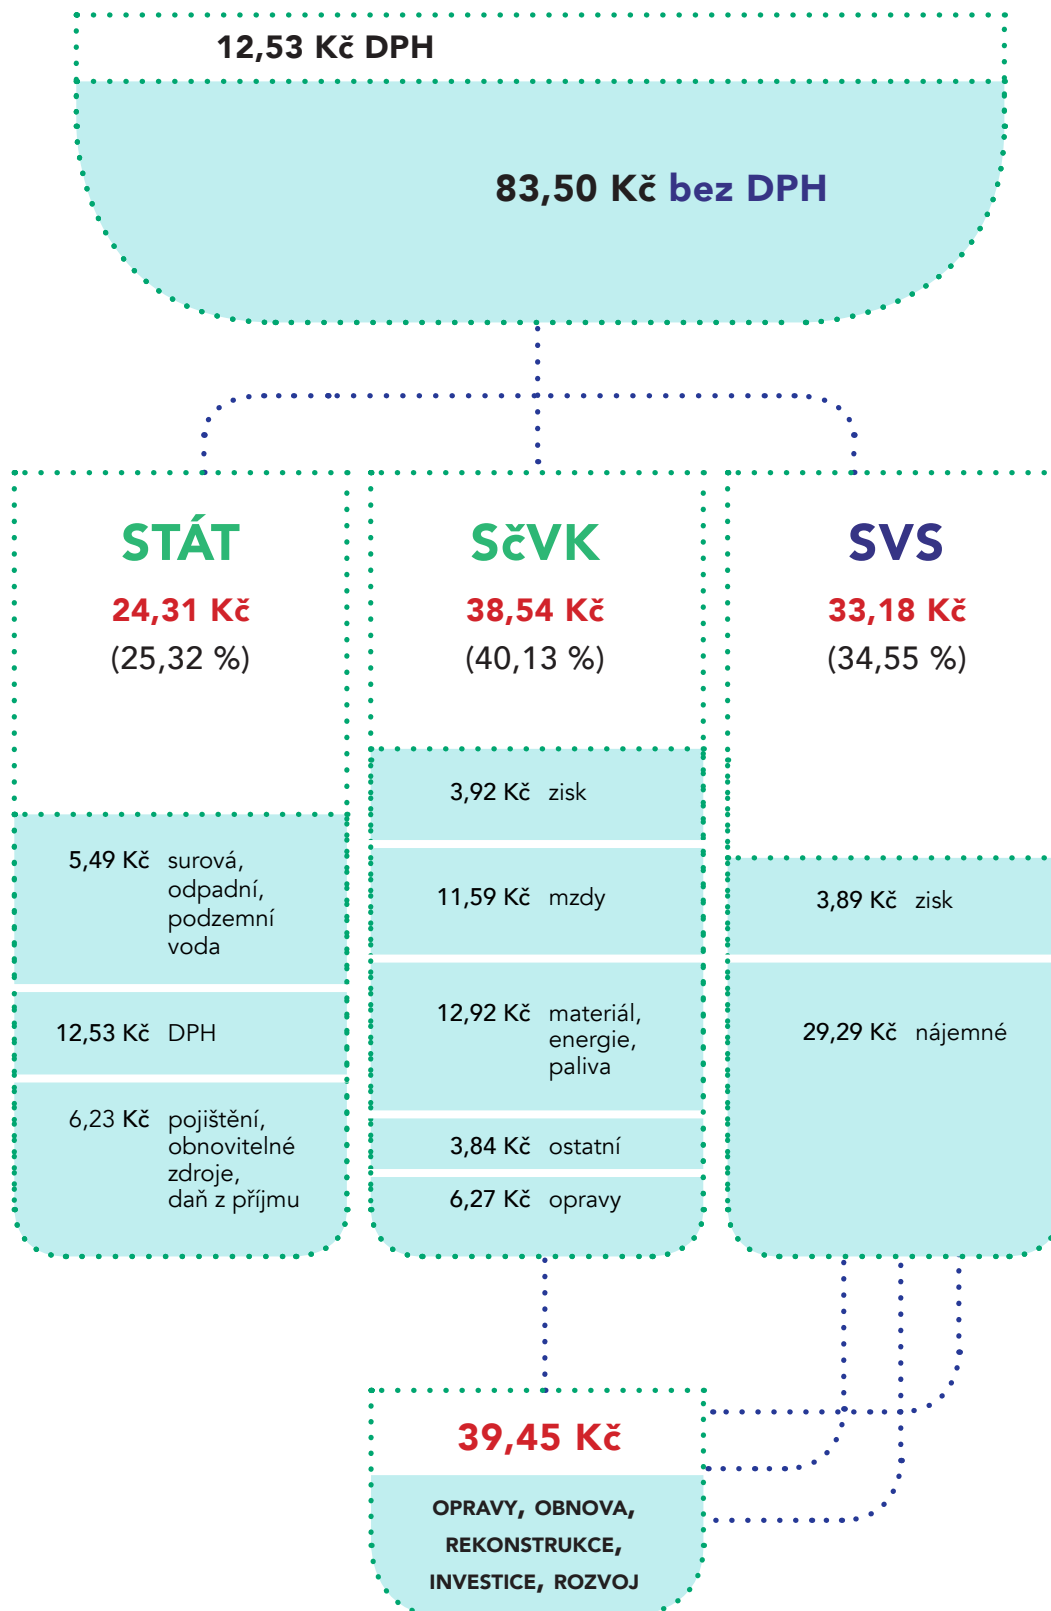 12,53 Kč DPH
83,50 Kč bez DPH
STÁT
24,31 Kč
(25,32 %)
5,49 Kč surová,
odpadní,
podzemní
voda
12,53 Kč DPH
6,23 Kč pojištění,
obnovitelné
zdroje,
daň z příjmu
SčVK
38,54 Kč
(40,13 %)
3,92 Kč zisk
11,59 Kč mzdy
12,92 Kč materiál,
energie,
paliva
3,84 Kč ostatní
6,27 Kč opravy
SVS
33,18 Kč
(34,55 %)
3,89 Kč zisk
29,29 Kč nájemné
39,45 Kč
OPRAVY, OBNOVA,
REKONSTRUKCE,
INVESTICE, ROZVOJ